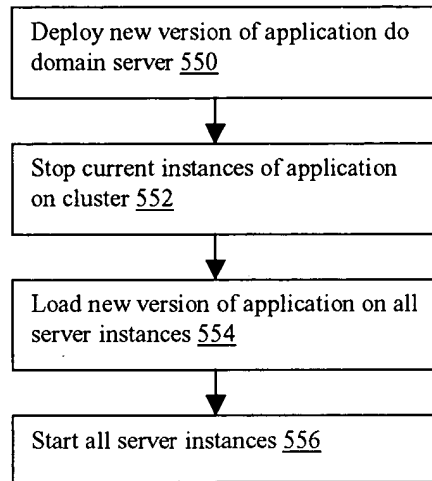 Deploy new version of application do
domain server 550
Stop current instances of application
on cluster 552
Load new version of application on all
server instances 554
Start all server instances 556